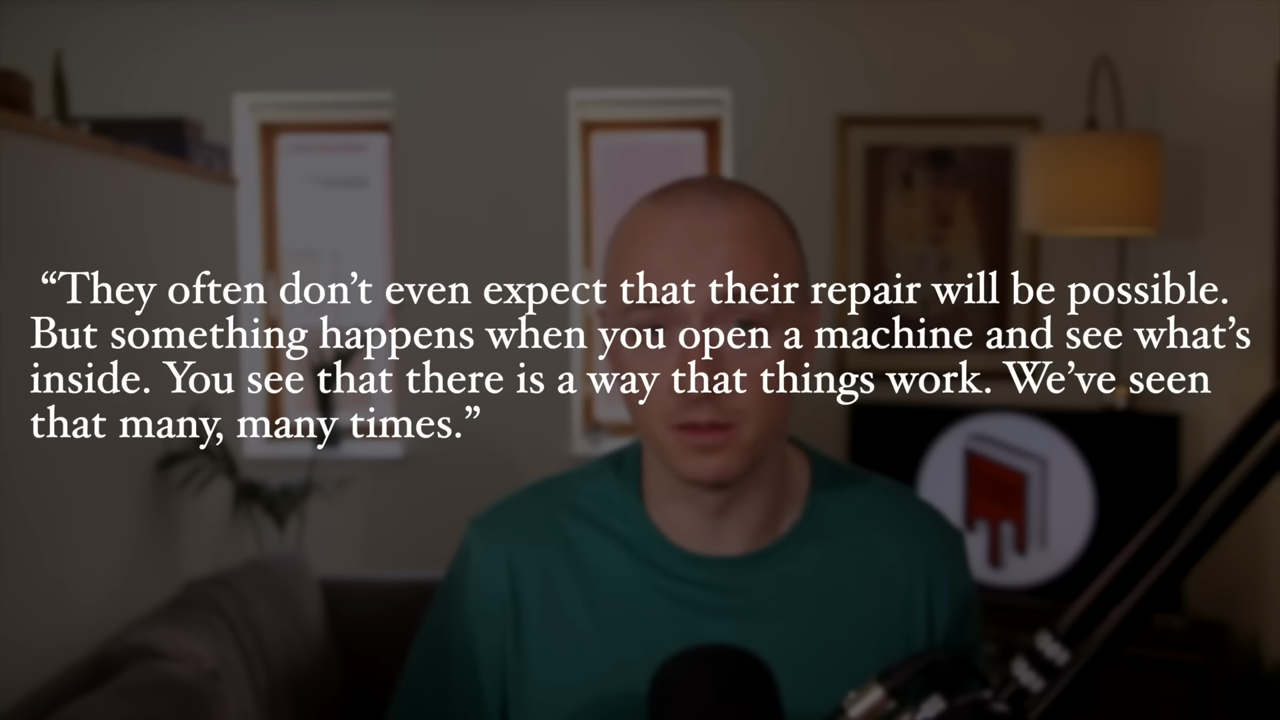 “They often don’t even expect that their repair will be possible.
But something happens when you open a machine and see what’s
inside. You see that there is a way that things work. We’ve seen
that many, many times.”